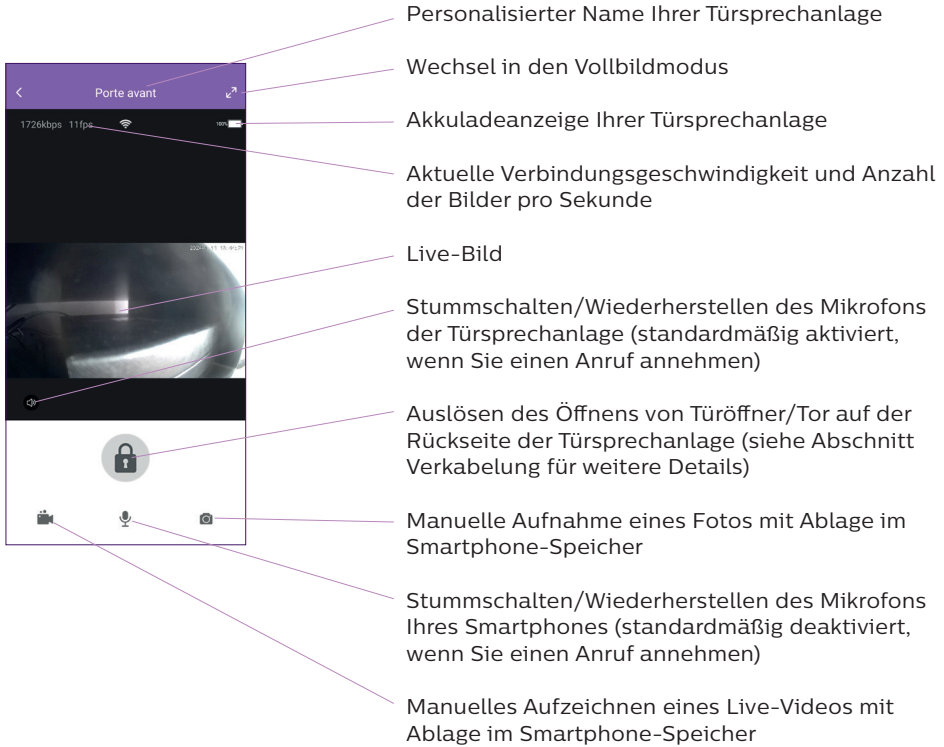 Personalisierter Name Ihrer Türsprechanlage
Wechsel in den Vollbildmodus
Porte avant
Akkuladeanzeige Ihrer Türsprechanlage
1726kbps 11fps
100%
Aktuelle Verbindungsgeschwindigkeit und Anzahl
der Bilder pro Sekunde
Live-Bild
Stummschalten/Wiederherstellen des Mikrofons
der Türsprechanlage (standardmäßig aktiviert,
wenn Sie einen Anruf annehmen)
Auslösen des Öffnens von Türöffner/Tor auf der
Rückseite der Türsprechanlage (siehe Abschnitt
Verkabelung für weitere Details)
Manuelle Aufnahme eines Fotos mit Ablage im
Smartphone-Speicher
Stummschalten/Wiederherstellen des Mikrofons
Ihres Smartphones (standardmäßig deaktiviert,
wenn Sie einen Anruf annehmen)
Manuelles Aufzeichnen eines Live-Videos mit
Ablage im Smartphone-Speicher